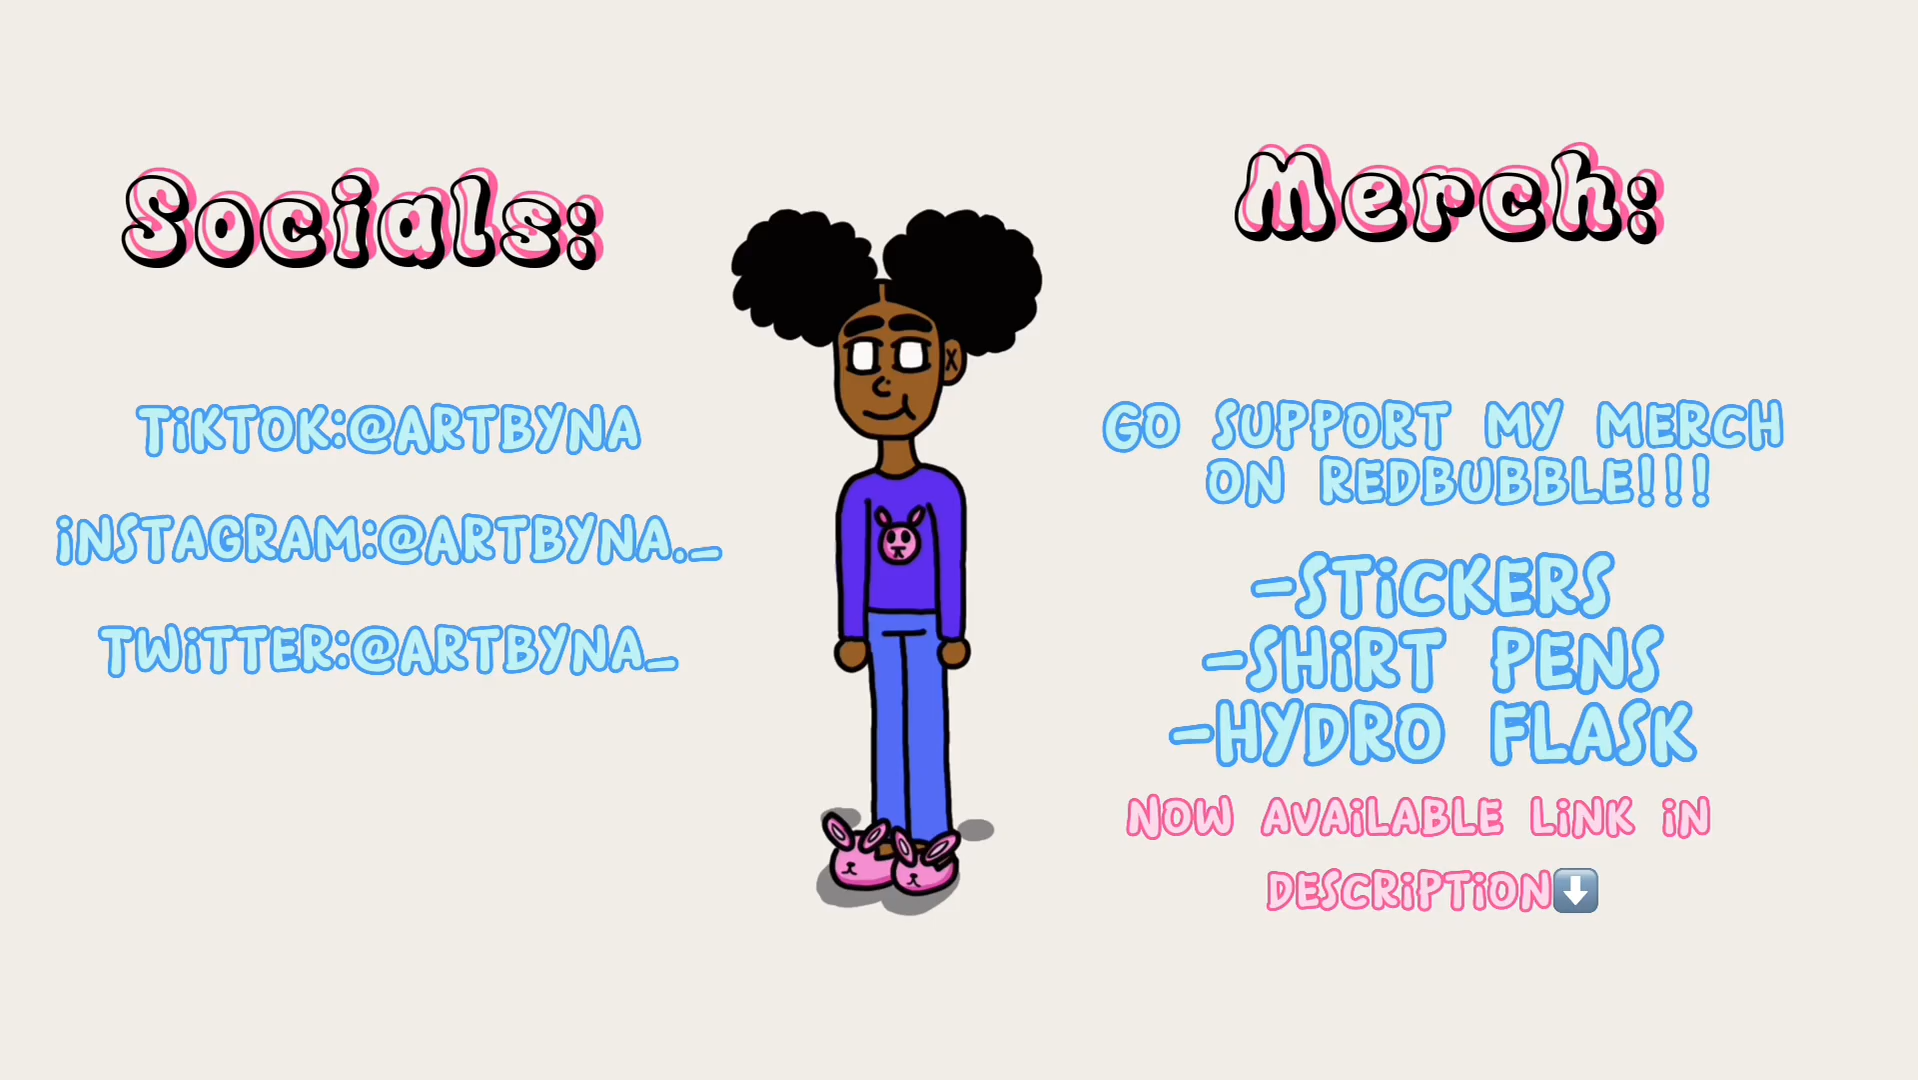 Socials:
TiKTOK:@ARTBYNA
iNSTAGRAM:@ARTBYNA._
TWiTTER:@ARTBYNA_
Merch:
GO SUPPORT MY MERCH
ON REDBUBBLE!!!
-STiCKERS
-SHiRT PENS
-HYDRO FLASK
NOW AVAiLABLE LiNK iN
DESCRiPTiON⬇️